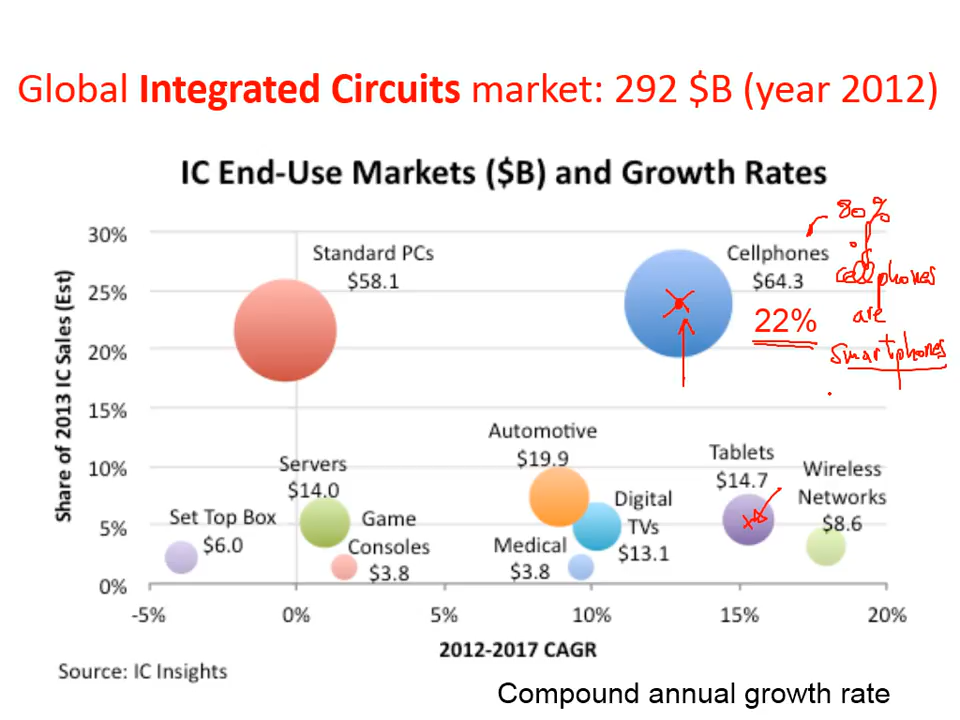 Global Integrated Circuits market: 292 $B (year 2012)
IC End-Use Markets ($B) and Growth Rates
80%
of
cellphones
are
smartphones
30%
25%
20%
15%
10%
5%
0%
Share of 2013 IC Sales (Est)
Standard PCs
$58.1
Cellphones
$64.3
22%
Automotive
$19.9
Servers
$14.0
Tablets
$14.7
Wireless
Networks
$8.6
Set Top Box
$6.0
Game
Consoles
$3.8
Medical
$3.8
Digital
TVs
$13.1
-5%
0%
5%
10%
15%
20%
2012-2017 CAGR
Source: IC Insights
Compound annual growth rate